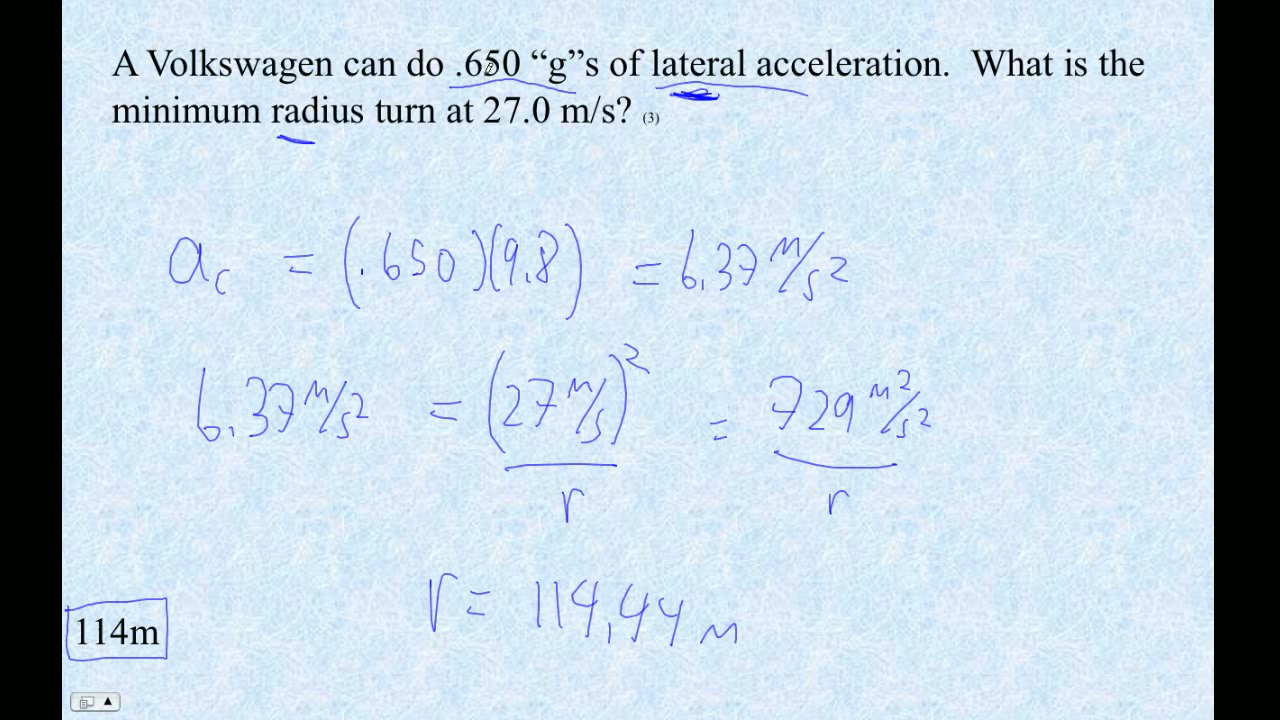 A Volkswagen can do .650 “g”s of lateral acceleration. What is the
minimum radius turn at 27.0 m/s? (3)
ac = (.650)(9.8) = 6.37 m/s2
6.37 m/s2 = (27 m/s)2 = 729 m2/s2
r r
r = 114.44 m
114m